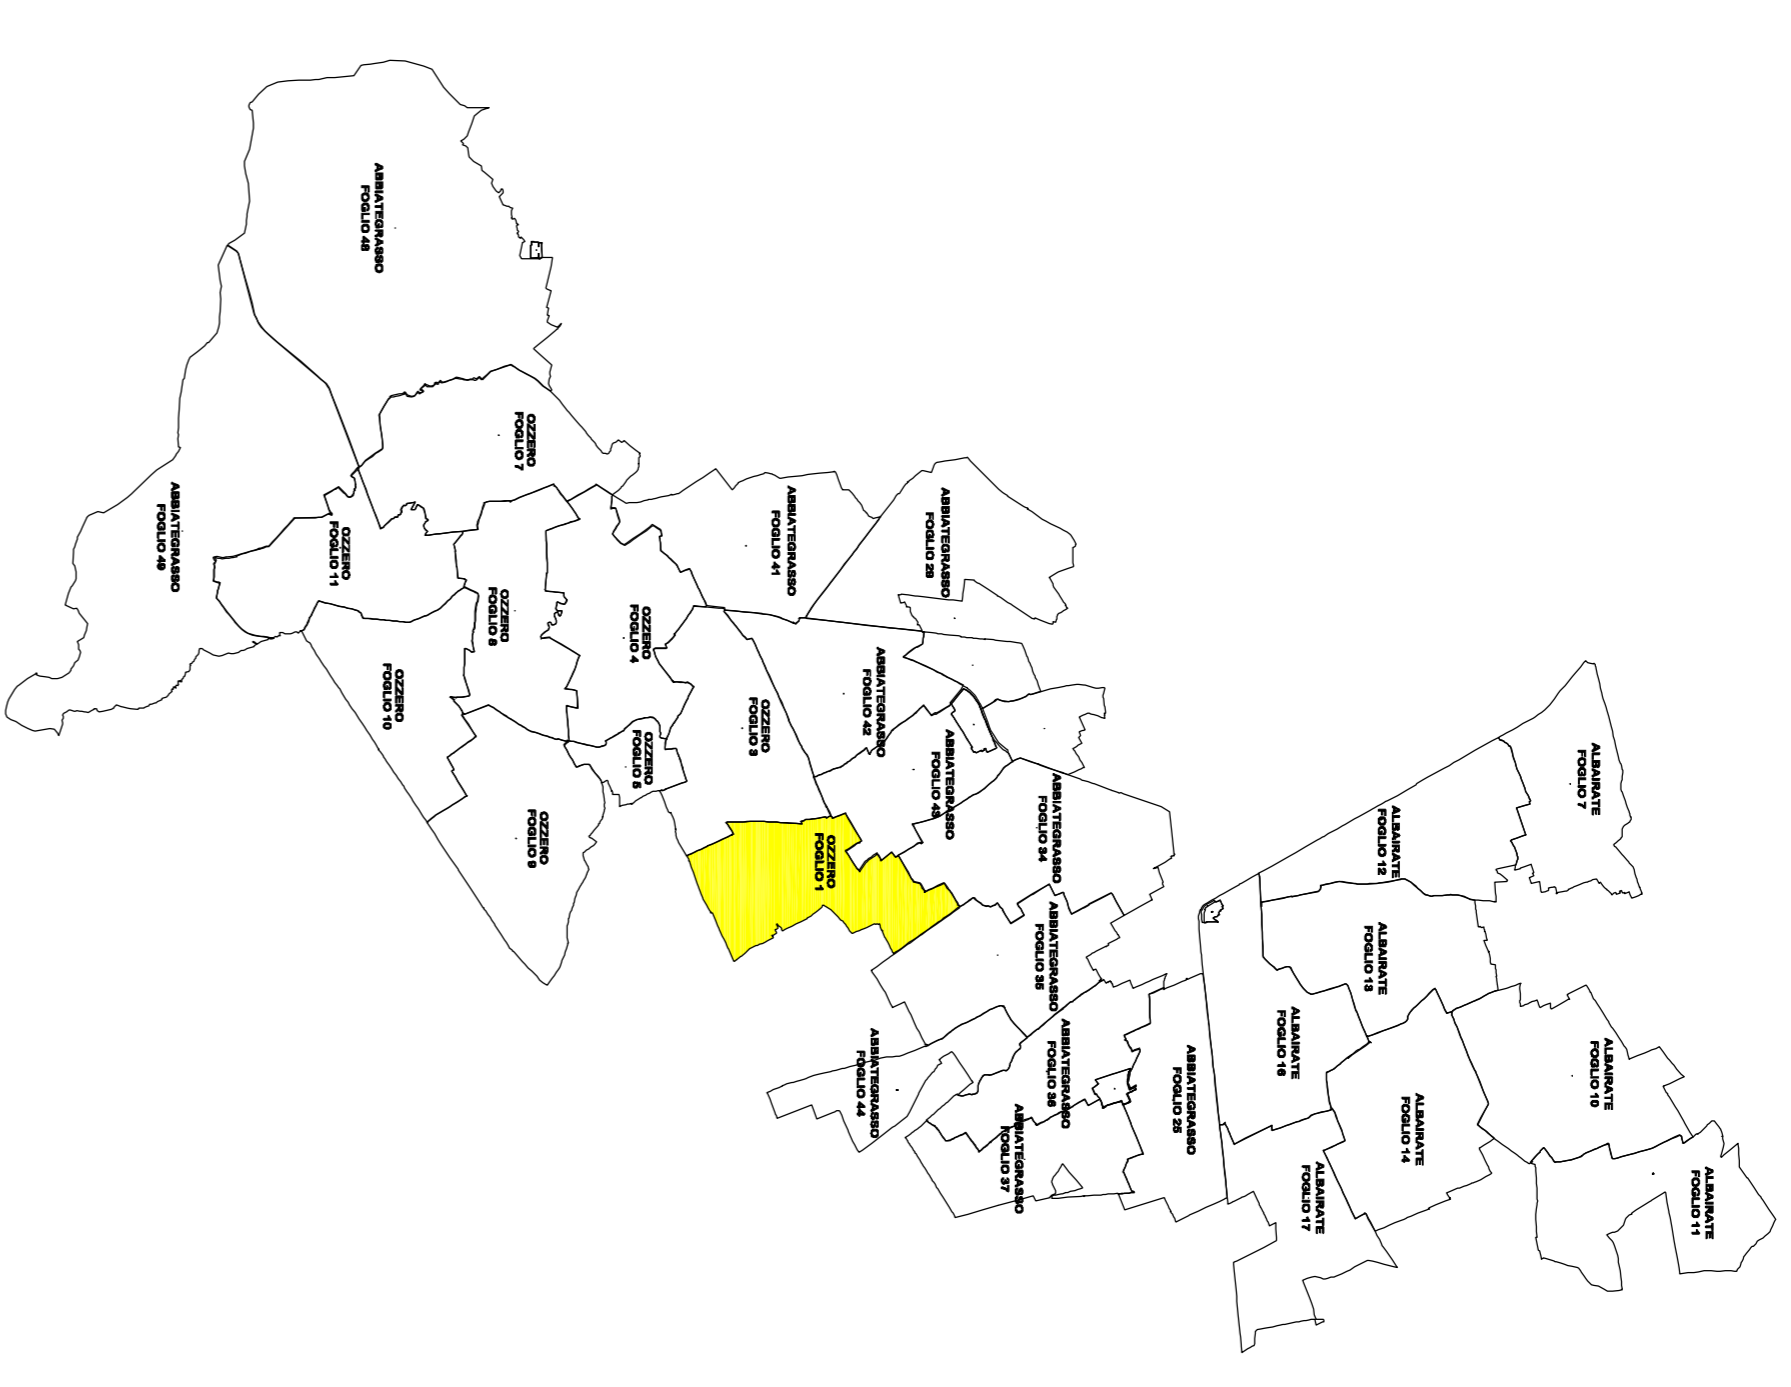 ABBIATEGRASSO
FOGLIO 48
OZZERO
FOGLIO 7
ABBIATEGRASSO
FOGLIO 49
OZZERO
FOGLIO 11
ABBIATEGRASSO
FOGLIO 41
ABBIATEGRASSO
FOGLIO 29
OZZERO
FOGLIO 8
OZZERO
FOGLIO 4
OZZERO
FOGLIO 10
OZZERO
FOGLIO 5
OZZERO
FOGLIO 3
ABBIATEGRASSO
FOGLIO 42
ABBIATEGRASSO
FOGLIO 43
ABBIATEGRASSO
FOGLIO 34
OZZERO
FOGLIO 9
OZZERO
FOGLIO 1
ABBIATEGRASSO
FOGLIO 35
ALBAIRATE
FOGLIO 7
ALBAIRATE
FOGLIO 12
ALBAIRATE
FOGLIO 13
ALBAIRATE
FOGLIO 16
ALBAIRATE
FOGLIO 10
ABBIATEGRASSO
FOGLIO 44
ABBIATEGRASSO
FOGLIO 36
ABBIATEGRASSO
FOGLIO 25
ABBIATEGRASSO
FOGLIO 37
ALBAIRATE
FOGLIO 14
ALBAIRATE
FOGLIO 17
ALBAIRATE
FOGLIO 11